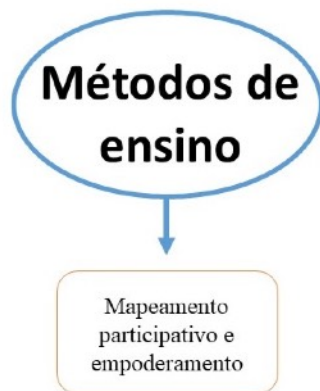 Métodos de
ensino
Mapeamento
participativo e
empoderamento